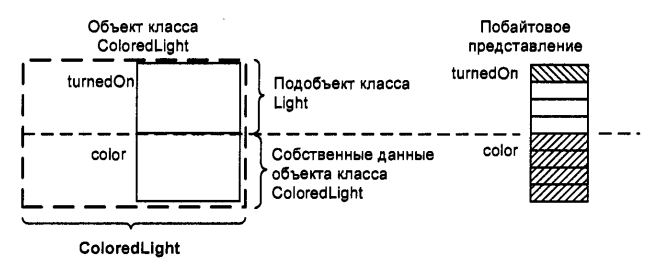 Объект класса
ColoredLight
turnedOn
color
Подобъект класса
Light
Собственные данные
объекта класса
ColoredLight
ColoredLight
Побайтовое
представление
turnedOn
color